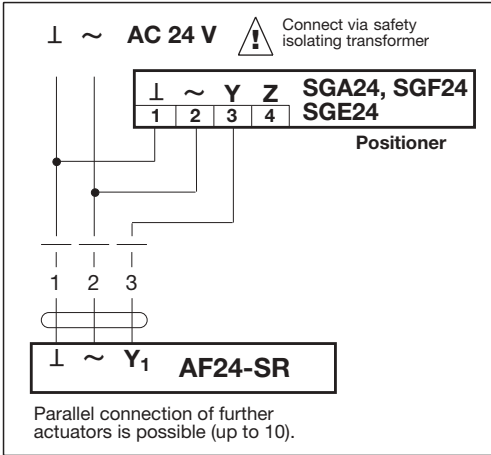 ⊥ ~ AC 24 V
! Connect via safety
isolating transformer
⊥ ~ Y Z
1 2 3 4
SGA24, SGF24
SGE24
Positioner
1 2 3
⊥ ~ Y₁ AF24-SR
Parallel connection of further
actuators is possible (up to 10).